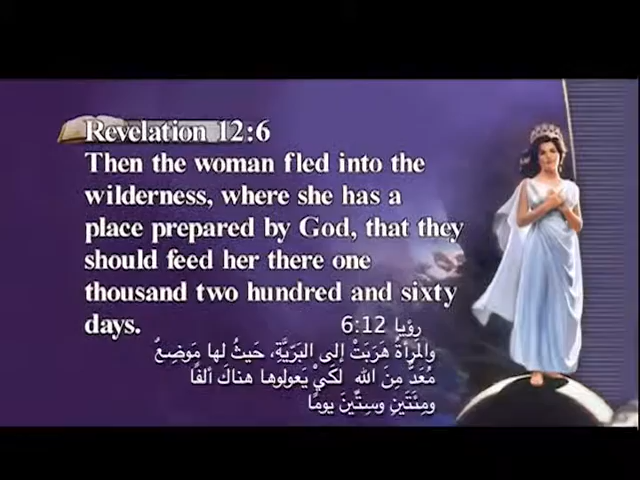 Revelation 12:6
Then the woman fled into the
wilderness, where she has a
place prepared by God, that they
should feed her there one
thousand two hundred and sixty
days.
رؤيا 6:12
والمرأةُ هَرَبَتْ إلى البَرّيَّةِ، حَيثُ لها مَوضِعٌ
مُعَدٌّ مِنَ الله لكَيْ يَعولوها هناكَ ألفًا
ومِئَتَينِ وسِتّينَ يومًا